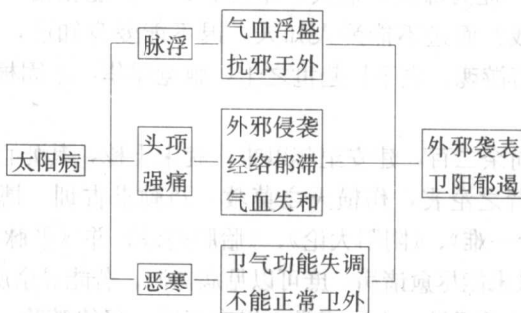 太阳病
脉浮
气血浮盛
抗邪于外
头项
强痛
外邪侵袭
经络郁滞
气血失和
恶寒
卫气功能失调
不能正常卫外
外邪袭表
卫阳郁遏